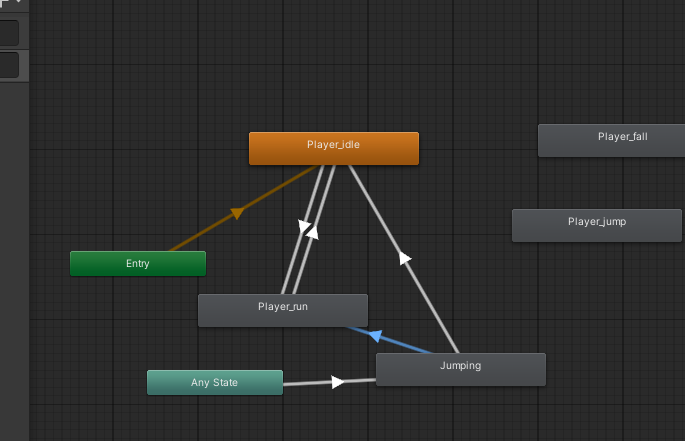 Player_idle
Player_fall
Player_jump
Entry
Player_run
Jumping
Any State